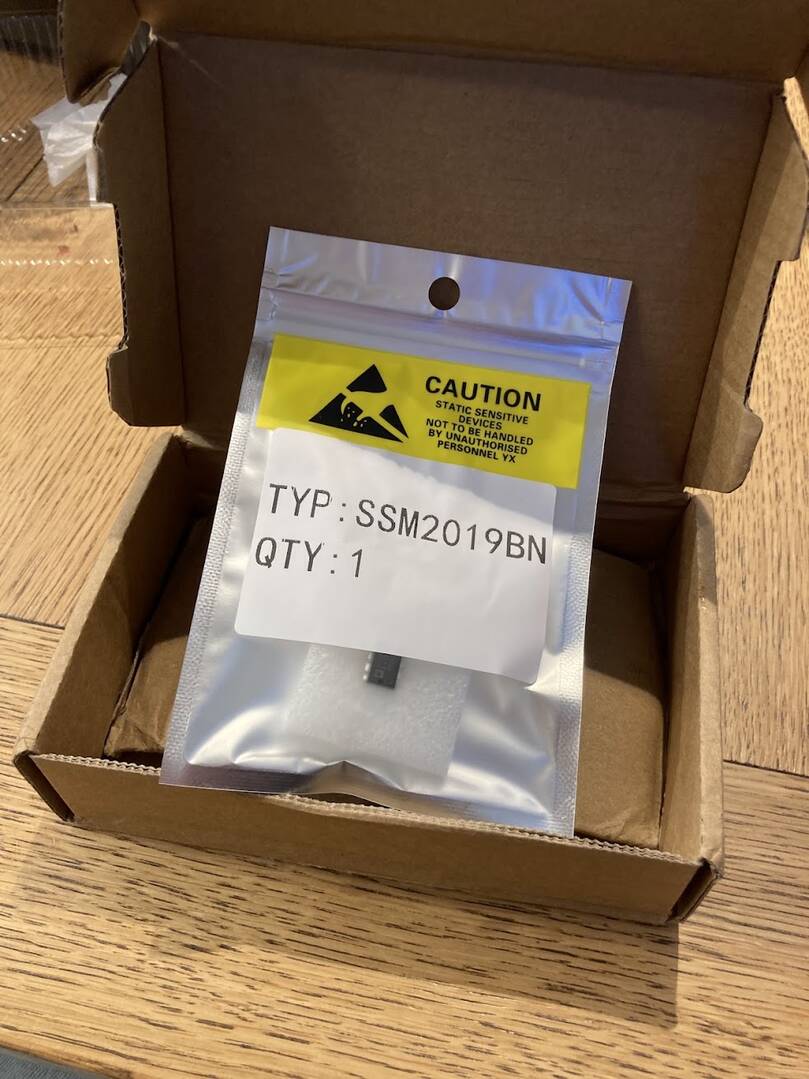 CAUTION
STATIC SENSITIVE
DEVICES
NOT TO BE HANDLED
BY UNAUTHORISED
PERSONNEL YX
TYP:SSM2019BN
QTY:1